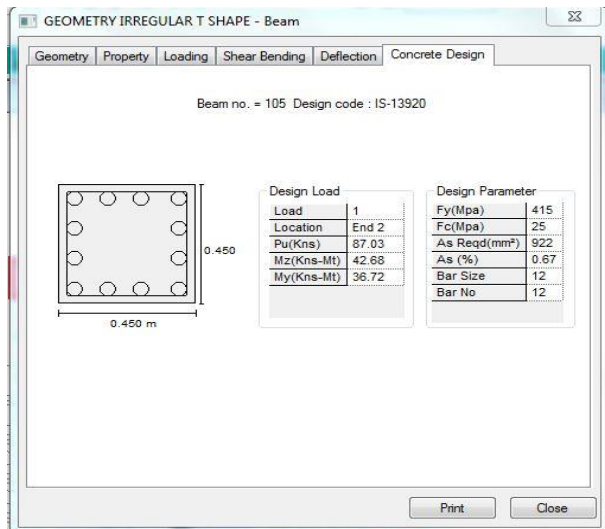 GEOMETRY IRREGULAR T SHAPE - Beam
Geometry Property Loading Shear Bending Deflection Concrete Design
Beam no. = 105 Design code : IS-13920
0.450
0.450 m
Design Load
Load 1
Location End 2
Pu(Kns) 87.03
Mz(Kns-Mt) 42.68
My(Kns-Mt) 36.72
Design Parameter
Fy(Mpa) 415
Fc(Mpa) 25
As Reqd(mm²) 922
As (%) 0.67
Bar Size 12
Bar No 12
Print Close